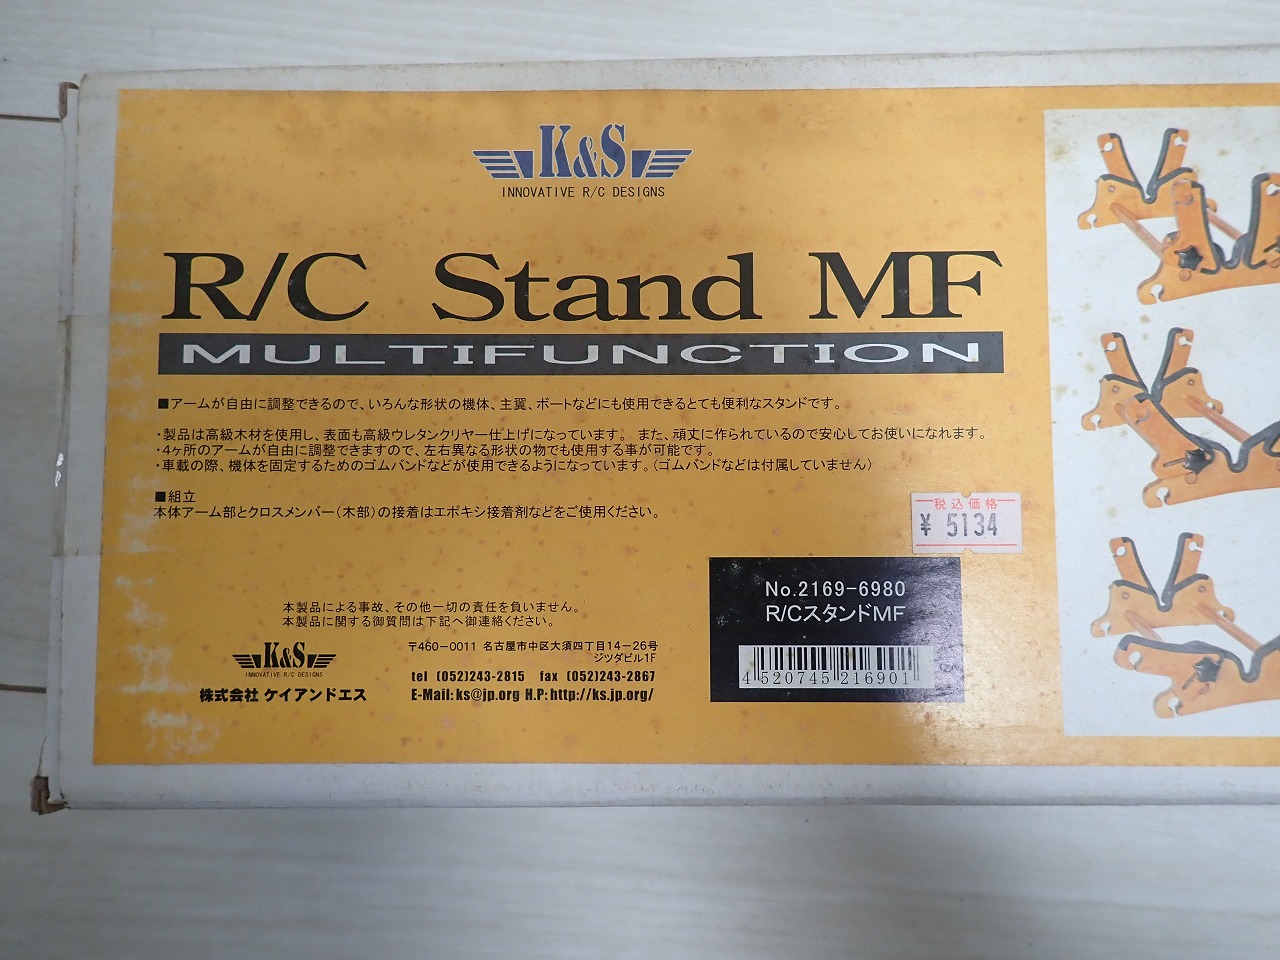 K&S
INNOVATIVE R/C DESIGNS
R/C Stand MF
MULTIFUNCTION
■アームが自由に調整できるので、いろんな形状の機体、主翼、ボートなどにも使用できるとても便利なスタンドです。
・製品は高級木材を使用し、表面も高級ウレタンクリヤー仕上げになっています。 また、頑丈に作られているので安心してお使いになれます。
・4ヶ所のアームが自由に調整できますので、左右異なる形状の物でも使用する事が可能です。
・車載の際、機体を固定するためのゴムバンドなどが使用できるようになっています。(ゴムバンドなどは付属していません)
■組立
本体アーム部とクロスメンバー(木部)の接着はエポキシ接着剤などをご使用ください。
税込価格
¥ 5134
No.2169-6980
R/CスタンドMF
4 520745 216901
本製品による事故、その他一切の責任を負いません。
本製品に関する御質問は下記へ御連絡ください。
K&S
INNOVATIVE R/C DESIGNS
株式会社 ケイアンドエス
〒460-0011 名古屋市中区大須四丁目14-26号
ジツダビル1F
tel (052)243-2815 fax (052)243-2867
E-Mail:ks@jp.org H.P:http://ks.jp.org/